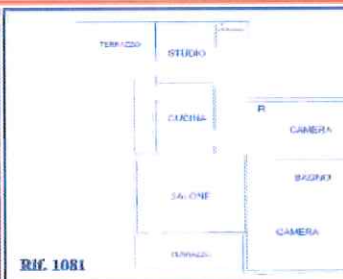 TERRAZZO
STUDIO
CUCINA
R
CAMERA
BAGNO
SALONE
CAMERA
TERRAZZO
Rif. 1081